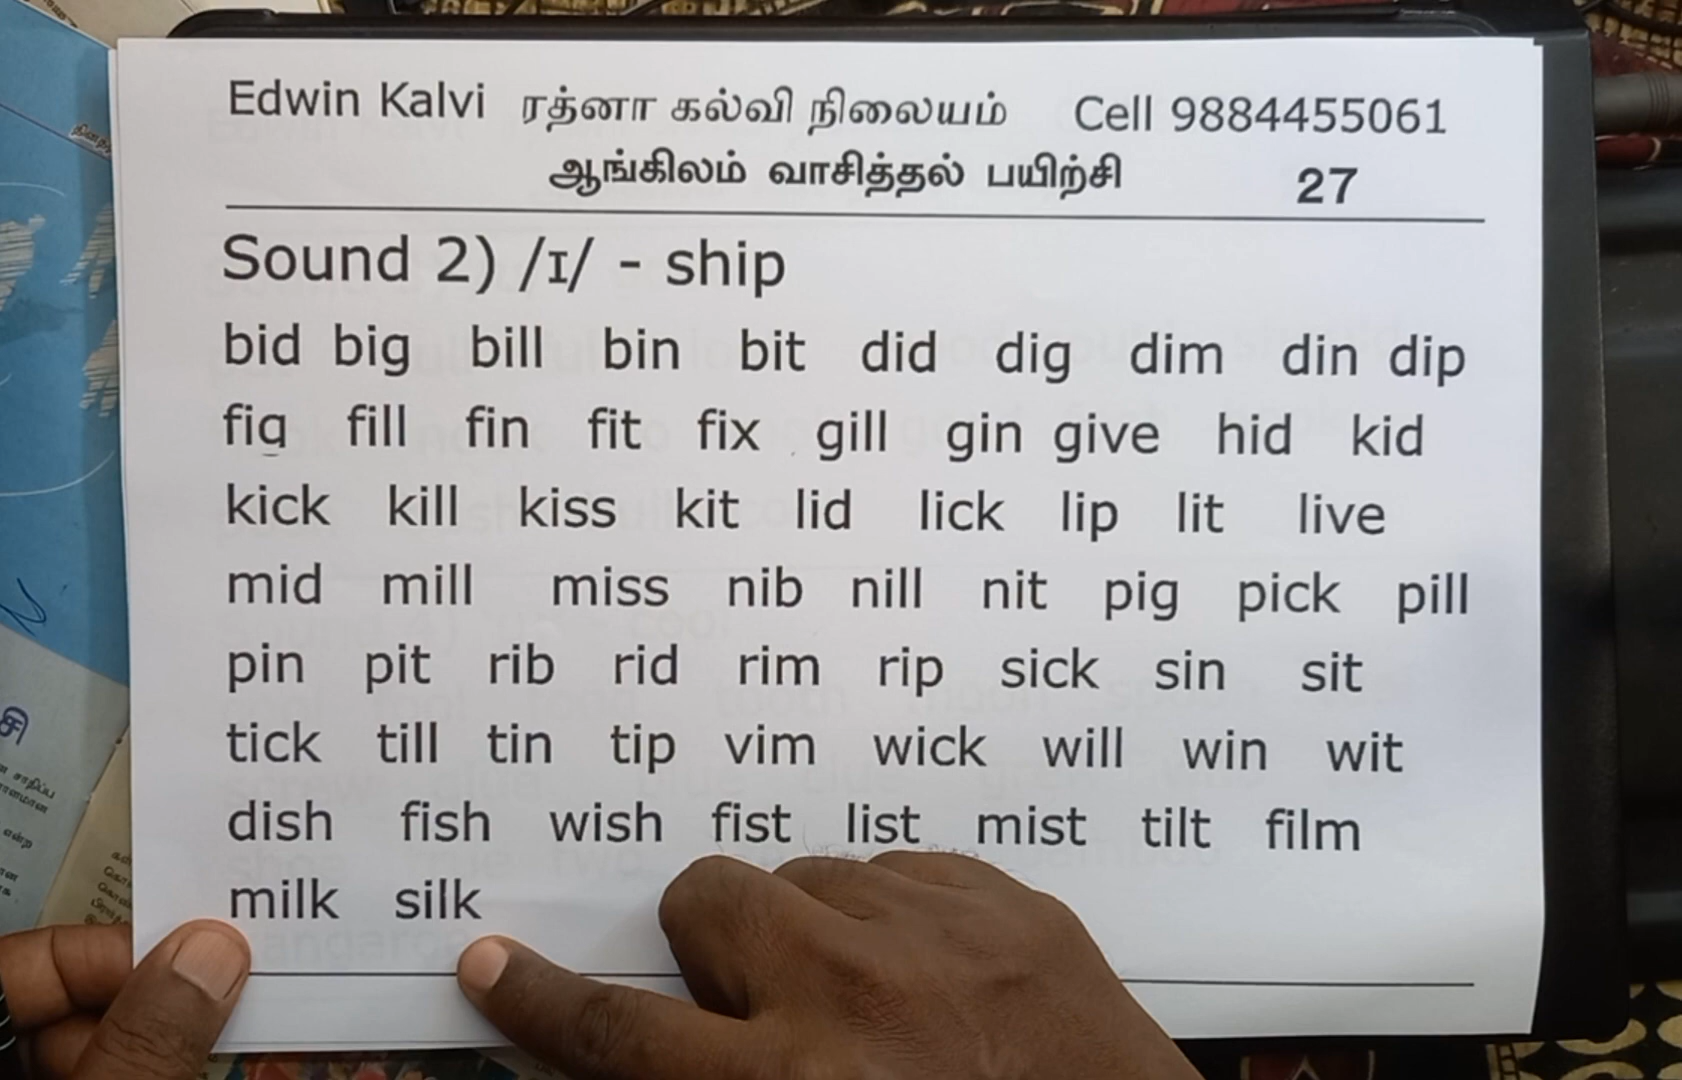 Edwin Kalvi ரத்னா கல்வி நிலையம் Cell 9884455061
ஆங்கிலம் வாசித்தல் பயிற்சி 27
Sound 2) /ɪ/ - ship
bid big bill bin bit did dig dim din dip
fig fill fin fit fix gill gin give hid kid
kick kill kiss kit lid lick lip lit live
mid mill miss nib nill nit pig pick pill
pin pit rib rid rim rip sick sin sit
tick till tin tip vim wick will win wit
dish fish wish fist list mist tilt film
milk silk